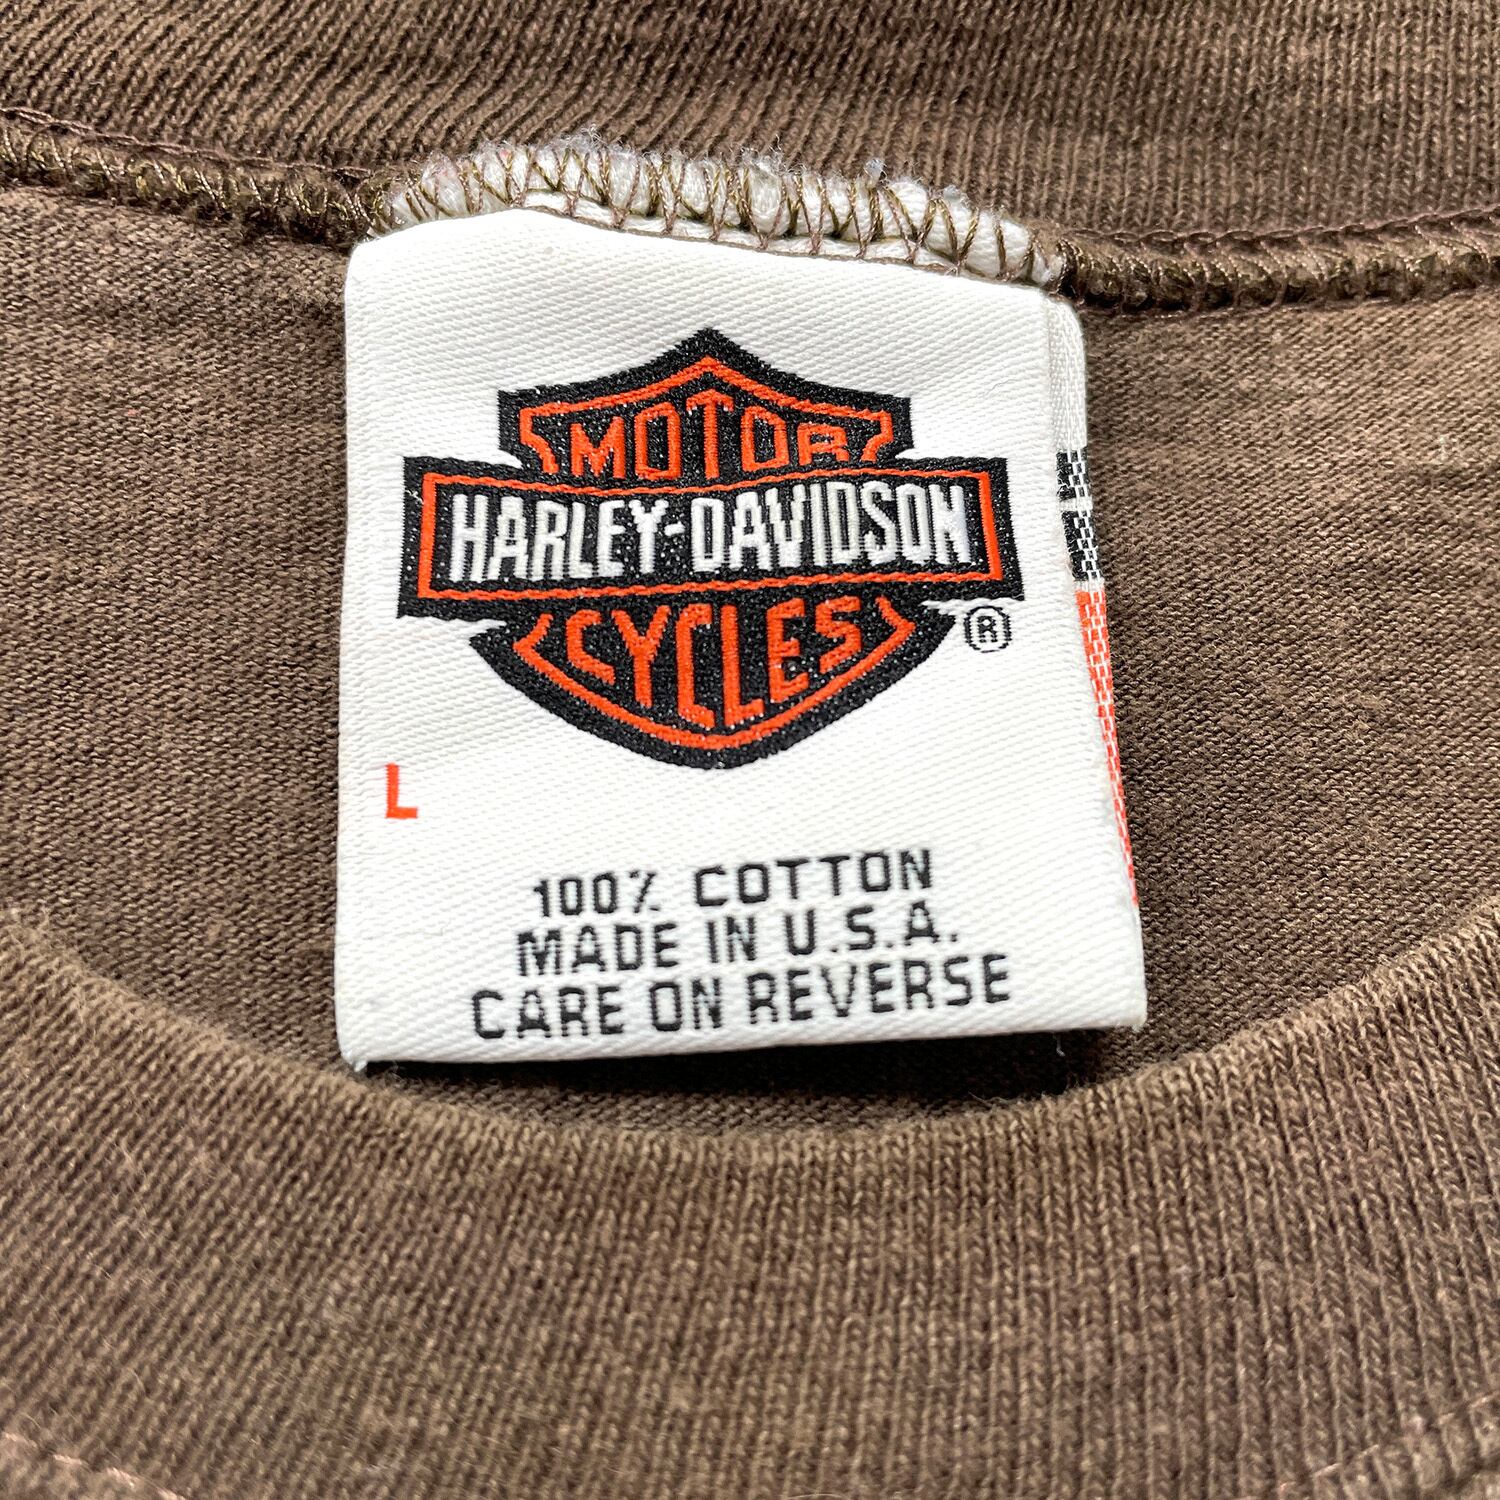 MOTOR
HARLEY-DAVIDSON
CYCLES
®
L
100% COTTON
MADE IN U.S.A.
CARE ON REVERSE